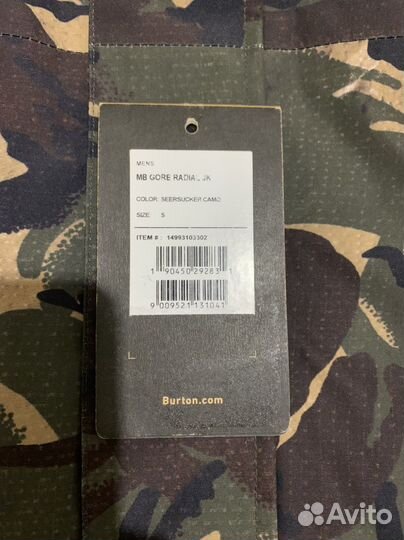 MENS
MB GORE RADIAL JK
COLOR: SEERSUCKER CAMO
SIZE: S
ITEM #: 14993103302
1 90450 29283 1
9 009521 131041
Burton.com
Avito